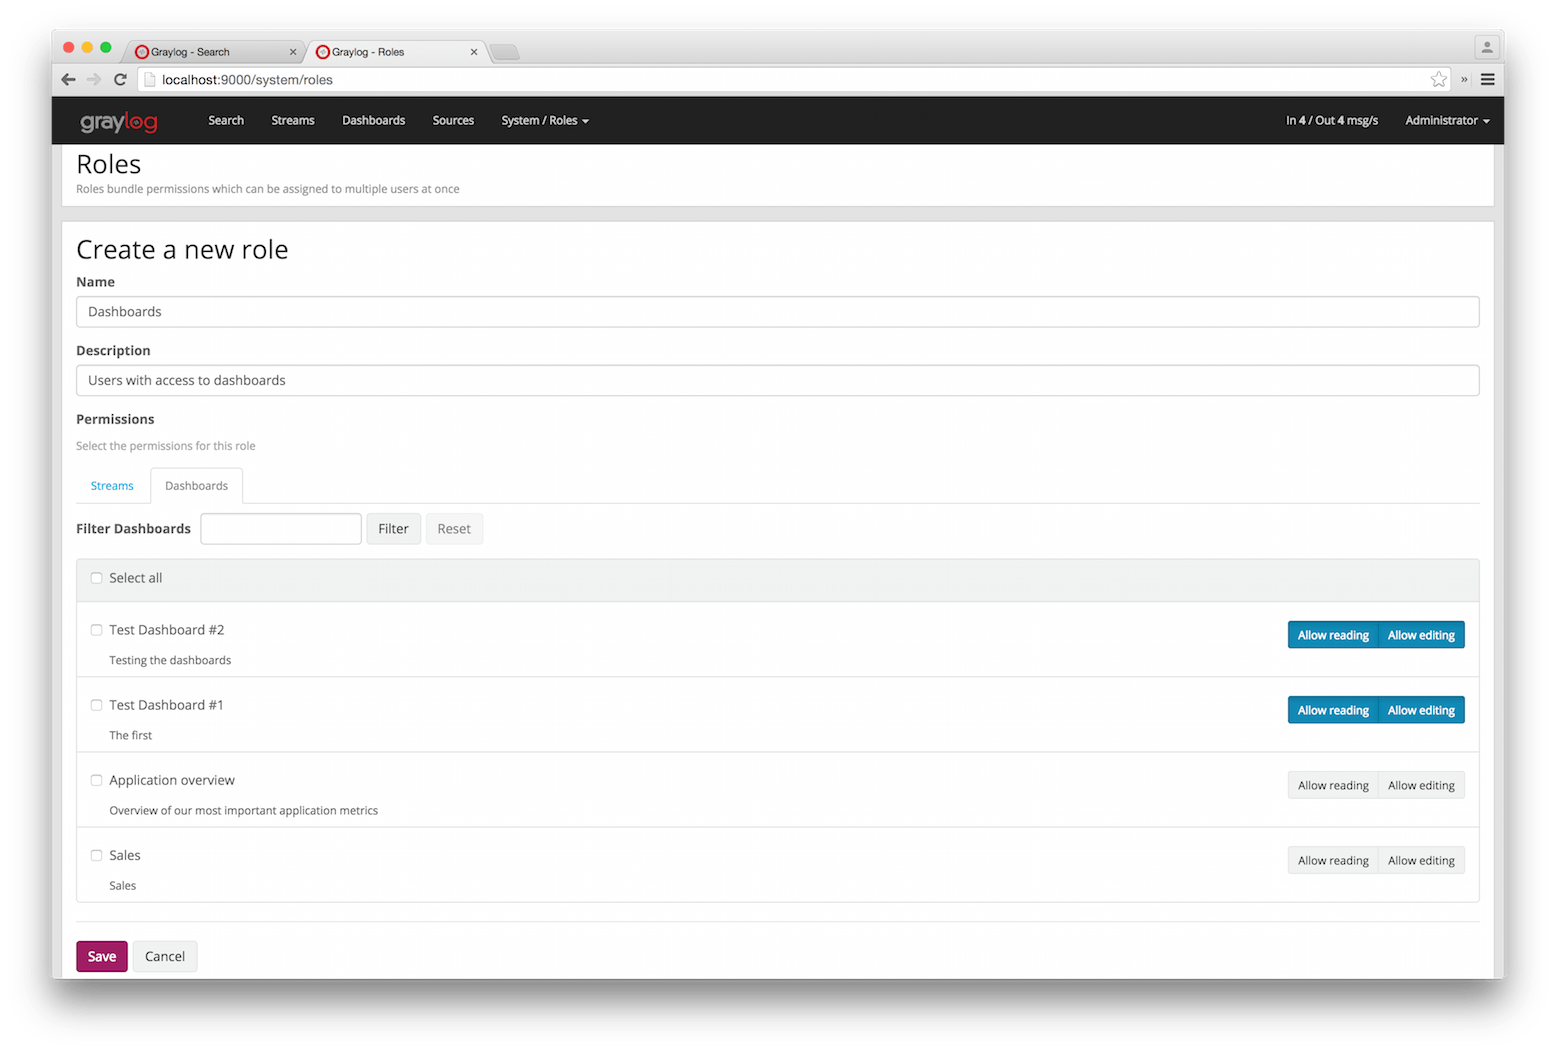 Graylog - Search
Graylog - Roles
localhost:9000/system/roles
graylog Search Streams Dashboards Sources System / Roles In 4 / Out 4 msg/s Administrator
Roles
Roles bundle permissions which can be assigned to multiple users at once
Create a new role
Name
Dashboards
Description
Users with access to dashboards
Permissions
Select the permissions for this role
Streams Dashboards
Filter Dashboards Filter Reset
Select all
Test Dashboard #2 Allow reading Allow editing
Testing the dashboards
Test Dashboard #1 Allow reading Allow editing
The first
Application overview Allow reading Allow editing
Overview of our most important application metrics
Sales Allow reading Allow editing
Sales
Save Cancel